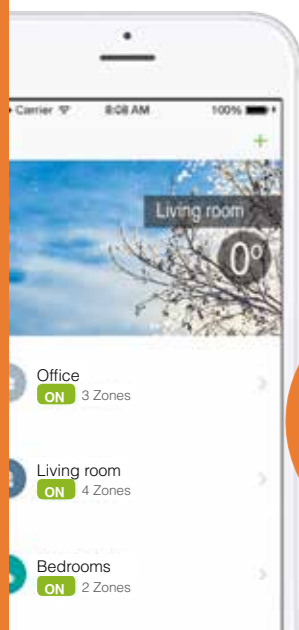 Carrier 8:08 AM 100%
+
Living room
0°
Office
ON 3 Zones
Living room
ON 4 Zones
Bedrooms
ON 2 Zones